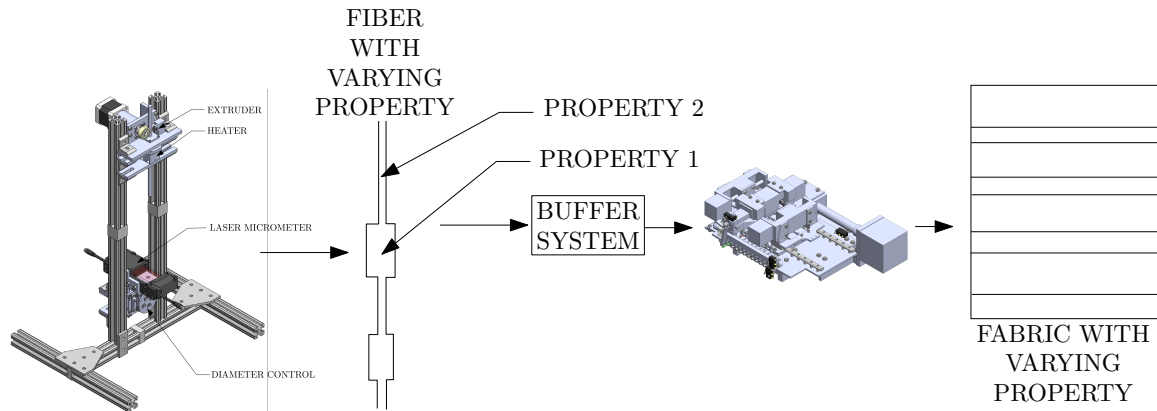 EXTRUDER
HEATER
LASER MICROMETER
DIAMETER CONTROL
FIBER
WITH
VARYING
PROPERTY
PROPERTY 2
PROPERTY 1
BUFFER
SYSTEM
FABRIC WITH
VARYING
PROPERTY